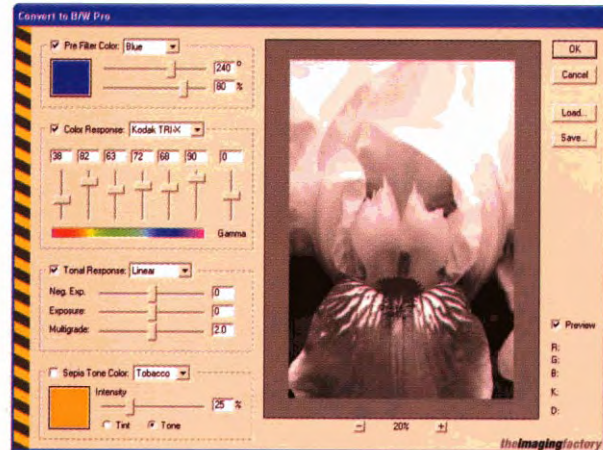 Convert to B/W Pro
Pre Filter Color: Blue
240 °
80 %
Color Response: Kodak TRI-X
38 82 63 72 68 90 0
Gamma
Tonal Response: Linear
Neg. Exp. 0
Exposure: 0
Multigrade: 2.0
Sepia Tone Color: Tobacco
Intensity
25 %
Tint Tone
OK
Cancel
Load...
Save...
Preview
R:
G:
B:
K:
D:
- 20% +
theimagingfactory